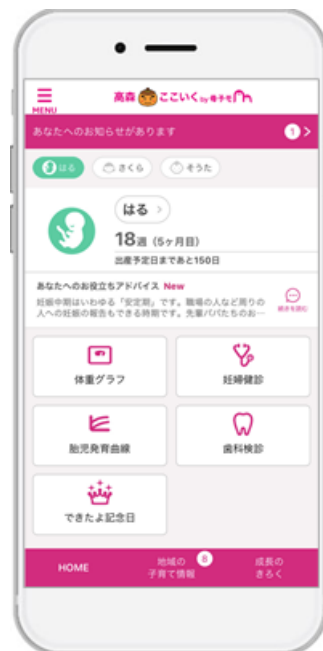 MENU
高森 ここいく by 母子モ
あなたへのお知らせがあります
1
はる
さくら
そうた
はる
18週（5ヶ月目）
出産予定日まであと150日
あなたへのお役立ちアドバイス New
妊娠中期はいわゆる「安定期」です。職場の人など周りの
人への妊娠の報告もできる時期です。先輩パパたちのお…
続きを読む
体重グラフ
妊婦健診
胎児発育曲線
歯科検診
できたよ記念日
HOME
地域の
子育て情報
8
成長の
きろく